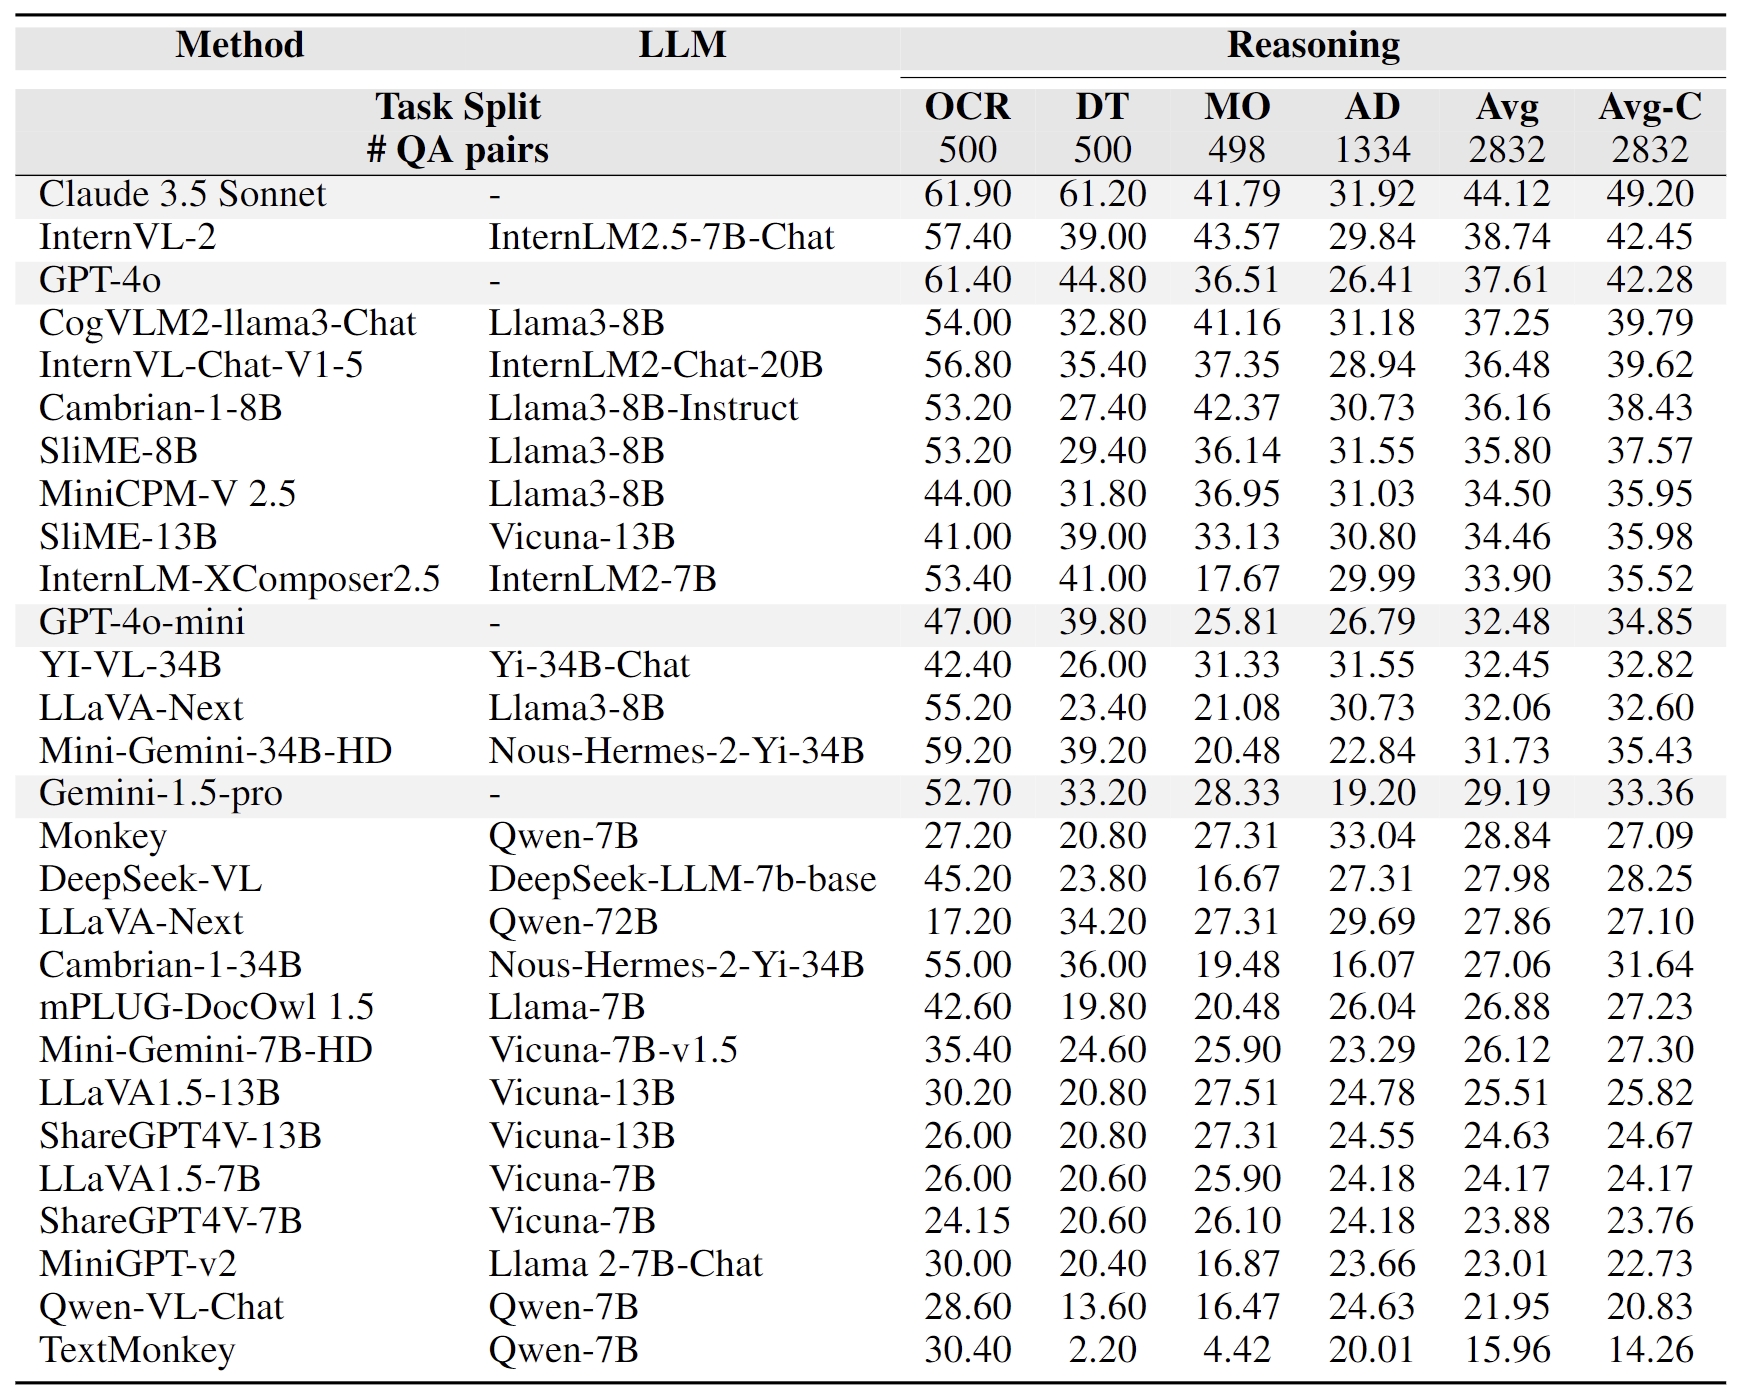 Method LLM Reasoning
Task Split OCR DT MO AD Avg Avg-C
# QA pairs 500 500 498 1334 2832 2832
Claude 3.5 Sonnet - 61.90 61.20 41.79 31.92 44.12 49.20
InternVL-2 InternLM2.5-7B-Chat 57.40 39.00 43.57 29.84 38.74 42.45
GPT-4o - 61.40 44.80 36.51 26.41 37.61 42.28
CogVLM2-llama3-Chat Llama3-8B 54.00 32.80 41.16 31.18 37.25 39.79
InternVL-Chat-V1-5 InternLM2-Chat-20B 56.80 35.40 37.35 28.94 36.48 39.62
Cambrian-1-8B Llama3-8B-Instruct 53.20 27.40 42.37 30.73 36.16 38.43
SliME-8B Llama3-8B 53.20 29.40 36.14 31.55 35.80 37.57
MiniCPM-V 2.5 Llama3-8B 44.00 31.80 36.95 31.03 34.50 35.95
SliME-13B Vicuna-13B 41.00 39.00 33.13 30.80 34.46 35.98
InternLM-XComposer2.5 InternLM2-7B 53.40 41.00 17.67 29.99 33.90 35.52
GPT-4o-mini - 47.00 39.80 25.81 26.79 32.48 34.85
YI-VL-34B Yi-34B-Chat 42.40 26.00 31.33 31.55 32.45 32.82
LLaVA-Next Llama3-8B 55.20 23.40 21.08 30.73 32.06 32.60
Mini-Gemini-34B-HD Nous-Hermes-2-Yi-34B 59.20 39.20 20.48 22.84 31.73 35.43
Gemini-1.5-pro - 52.70 33.20 28.33 19.20 29.19 33.36
Monkey Qwen-7B 27.20 20.80 27.31 33.04 28.84 27.09
DeepSeek-VL DeepSeek-LLM-7b-base 45.20 23.80 16.67 27.31 27.98 28.25
LLaVA-Next Qwen-72B 17.20 34.20 27.31 29.69 27.86 27.10
Cambrian-1-34B Nous-Hermes-2-Yi-34B 55.00 36.00 19.48 16.07 27.06 31.64
mPLUG-DocOwl 1.5 Llama-7B 42.60 19.80 20.48 26.04 26.88 27.23
Mini-Gemini-7B-HD Vicuna-7B-v1.5 35.40 24.60 25.90 23.29 26.12 27.30
LLaVA1.5-13B Vicuna-13B 30.20 20.80 27.51 24.78 25.51 25.82
ShareGPT4V-13B Vicuna-13B 26.00 20.80 27.31 24.55 24.63 24.67
LLaVA1.5-7B Vicuna-7B 26.00 20.60 25.90 24.18 24.17 24.17
ShareGPT4V-7B Vicuna-7B 24.15 20.60 26.10 24.18 23.88 23.76
MiniGPT-v2 Llama 2-7B-Chat 30.00 20.40 16.87 23.66 23.01 22.73
Qwen-VL-Chat Qwen-7B 28.60 13.60 16.47 24.63 21.95 20.83
TextMonkey Qwen-7B 30.40 2.20 4.42 20.01 15.96 14.26